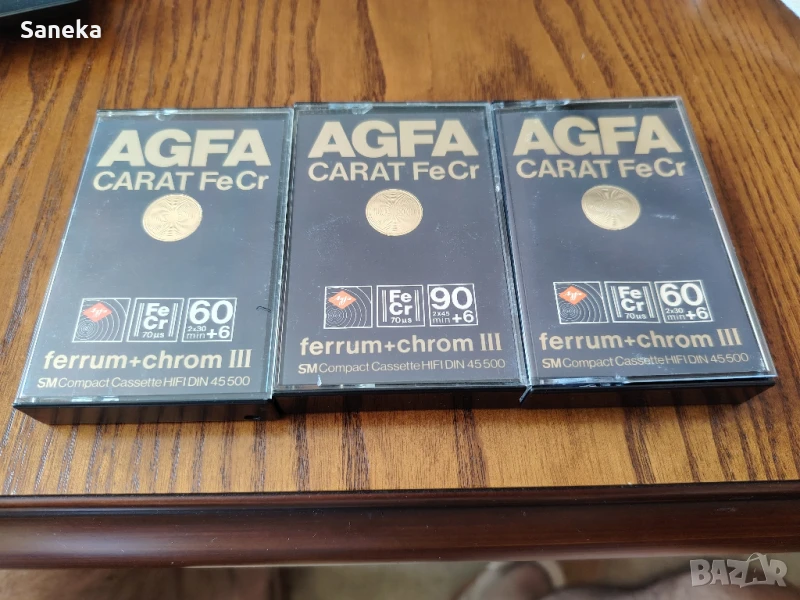 Saneka
AGFA
CARAT FeCr
Fe
Cr
70µs
60
2x30
min+6
ferrum+chrom III
SM Compact Cassette HIFI DIN 45500
AGFA
CARAT FeCr
Fe
Cr
70µs
90
2x45
min+6
ferrum+chrom III
SM Compact Cassette HIFI DIN 45500
AGFA
CARAT FeCr
Fe
Cr
70µs
60
2x30
min+6
ferrum+chrom III
SM Compact Cassette HIFI DIN 45500
BAZAR